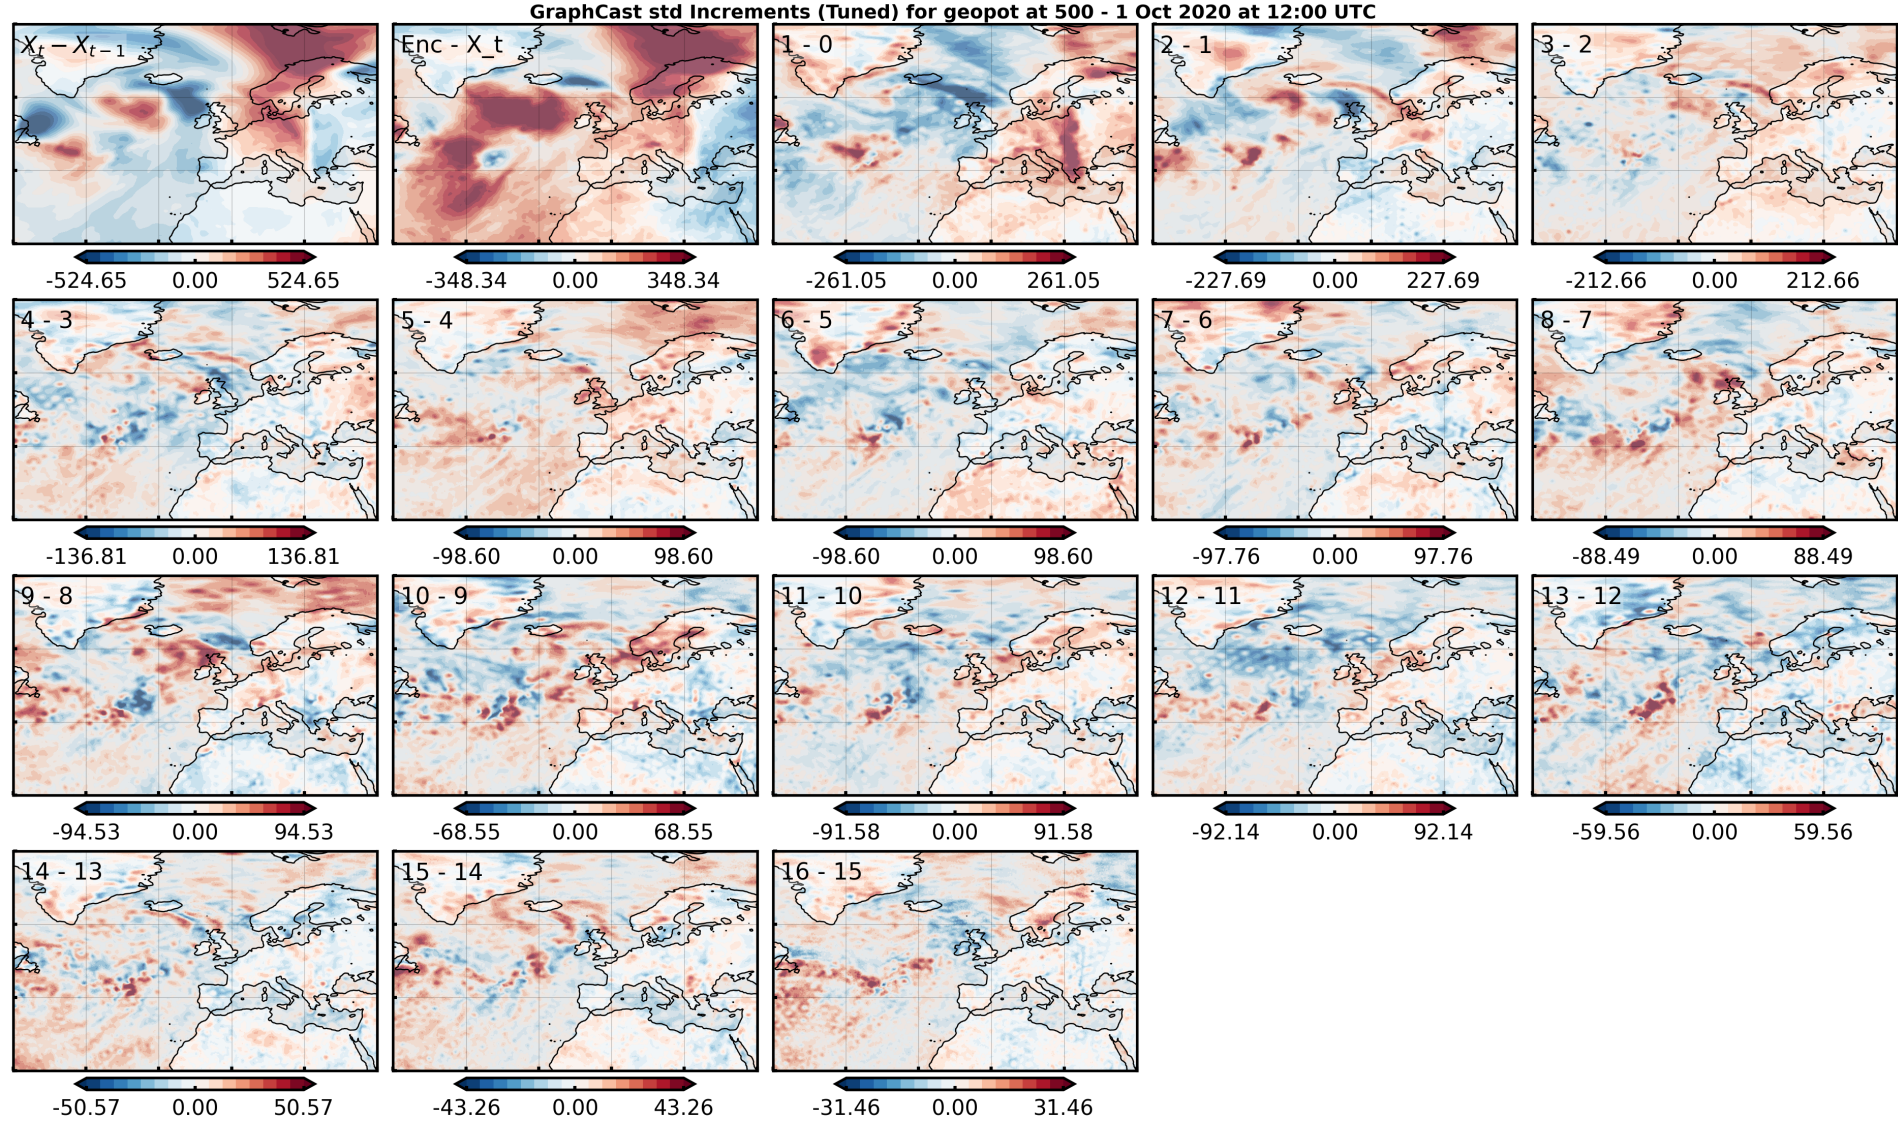 GraphCast std Increments (Tuned) for geopot at 500 - 1 Oct 2020 at 12:00 UTC
X_t − X_{t−1} Enc - X_t 1 - 0 2 - 1 3 - 2
-524.65 0.00 524.65 -348.34 0.00 348.34 -261.05 0.00 261.05 -227.69 0.00 227.69 -212.66 0.00 212.66
4 - 3 5 - 4 6 - 5 7 - 6 8 - 7
-136.81 0.00 136.81 -98.60 0.00 98.60 -98.60 0.00 98.60 -97.76 0.00 97.76 -88.49 0.00 88.49
9 - 8 10 - 9 11 - 10 12 - 11 13 - 12
-94.53 0.00 94.53 -68.55 0.00 68.55 -91.58 0.00 91.58 -92.14 0.00 92.14 -59.56 0.00 59.56
14 - 13 15 - 14 16 - 15
-50.57 0.00 50.57 -43.26 0.00 43.26 -31.46 0.00 31.46